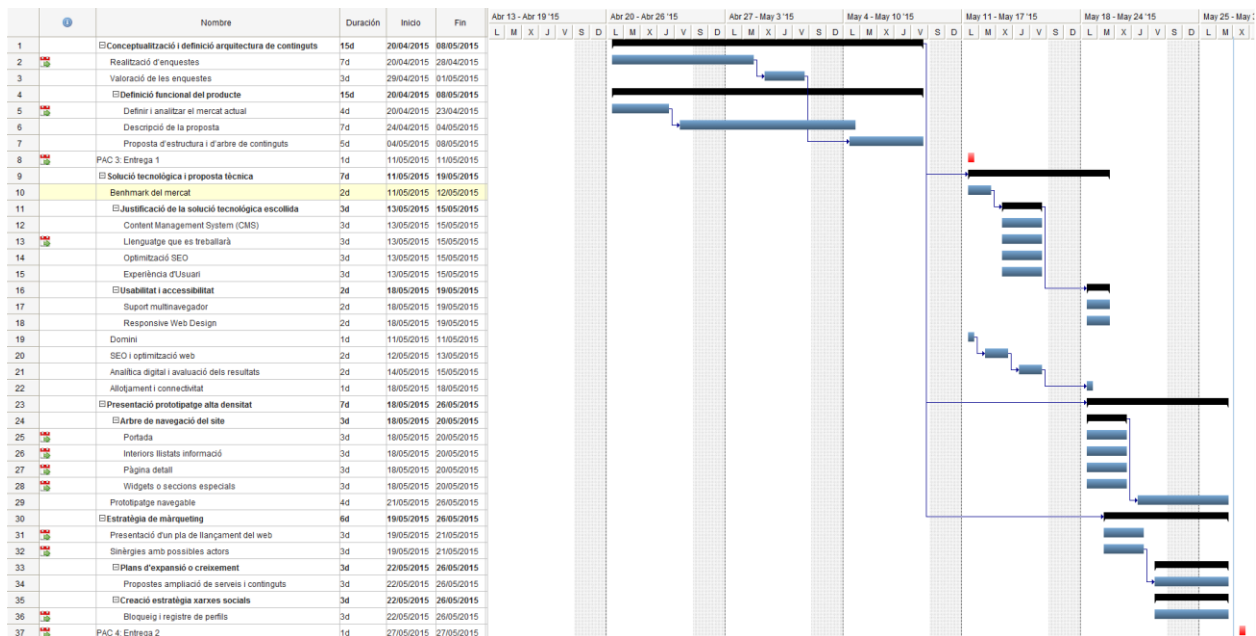 Nombre Duración Inicio Fin Abr 13 - Abr 19 '15 Abr 20 - Abr 26 '15 Abr 27 - May 3 '15 May 4 - May 10 '15 May 11 - May 17 '15 May 18 - May 24 '15 May 25 - May
L M X J V S D L M X J V S D L M X J V S D L M X J V S D L M X J V S D L M X J V S D L M X
1 Conceptualització i definició arquitectura de continguts 15d 20/04/2015 08/05/2015
2 Realització d'enquestes 7d 20/04/2015 28/04/2015
3 Valoració de les enquestes 3d 29/04/2015 01/05/2015
4 Definició funcional del producte 15d 20/04/2015 08/05/2015
5 Definir i analitzar el mercat actual 4d 20/04/2015 23/04/2015
6 Descripció de la proposta 7d 24/04/2015 04/05/2015
7 Proposta d'estructura i d'arbre de continguts 5d 04/05/2015 08/05/2015
8 PAC 3: Entrega 1 1d 11/05/2015 11/05/2015
9 Solució tecnològica i proposta tècnica 7d 11/05/2015 19/05/2015
10 Benhmark del mercat 2d 11/05/2015 12/05/2015
11 Justificació de la solució tecnològica escollida 3d 13/05/2015 15/05/2015
12 Content Management System (CMS) 3d 13/05/2015 15/05/2015
13 Llenguatge que es treballarà 3d 13/05/2015 15/05/2015
14 Optimització SEO 3d 13/05/2015 15/05/2015
15 Experiència d'Usuari 3d 13/05/2015 15/05/2015
16 Usabilitat i accessibilitat 2d 18/05/2015 19/05/2015
17 Suport multinavegador 2d 18/05/2015 19/05/2015
18 Responsive Web Design 2d 18/05/2015 19/05/2015
19 Domini 1d 11/05/2015 11/05/2015
20 SEO i optimització web 2d 12/05/2015 13/05/2015
21 Analítica digital i avaluació dels resultats 2d 14/05/2015 15/05/2015
22 Allotjament i connectivitat 1d 18/05/2015 18/05/2015
23 Presentació prototipatge alta densitat 7d 18/05/2015 26/05/2015
24 Arbre de navegació del site 3d 18/05/2015 20/05/2015
25 Portada 3d 18/05/2015 20/05/2015
26 Interiors llistats informació 3d 18/05/2015 20/05/2015
27 Pàgina detall 3d 18/05/2015 20/05/2015
28 Widgets o seccions especials 3d 18/05/2015 20/05/2015
29 Prototipatge navegable 4d 21/05/2015 26/05/2015
30 Estratègia de màrqueting 6d 19/05/2015 26/05/2015
31 Presentació d'un pla de llançament del web 3d 19/05/2015 21/05/2015
32 Sinèrgies amb possibles actors 3d 19/05/2015 21/05/2015
33 Plans d'expansió o creixement 3d 22/05/2015 26/05/2015
34 Propostes ampliació de serveis i continguts 3d 22/05/2015 26/05/2015
35 Creació estratègia xarxes socials 3d 22/05/2015 26/05/2015
36 Bloqueig i registre de perfils 3d 22/05/2015 26/05/2015
37 PAC 4: Entrega 2 1d 27/05/2015 27/05/2015